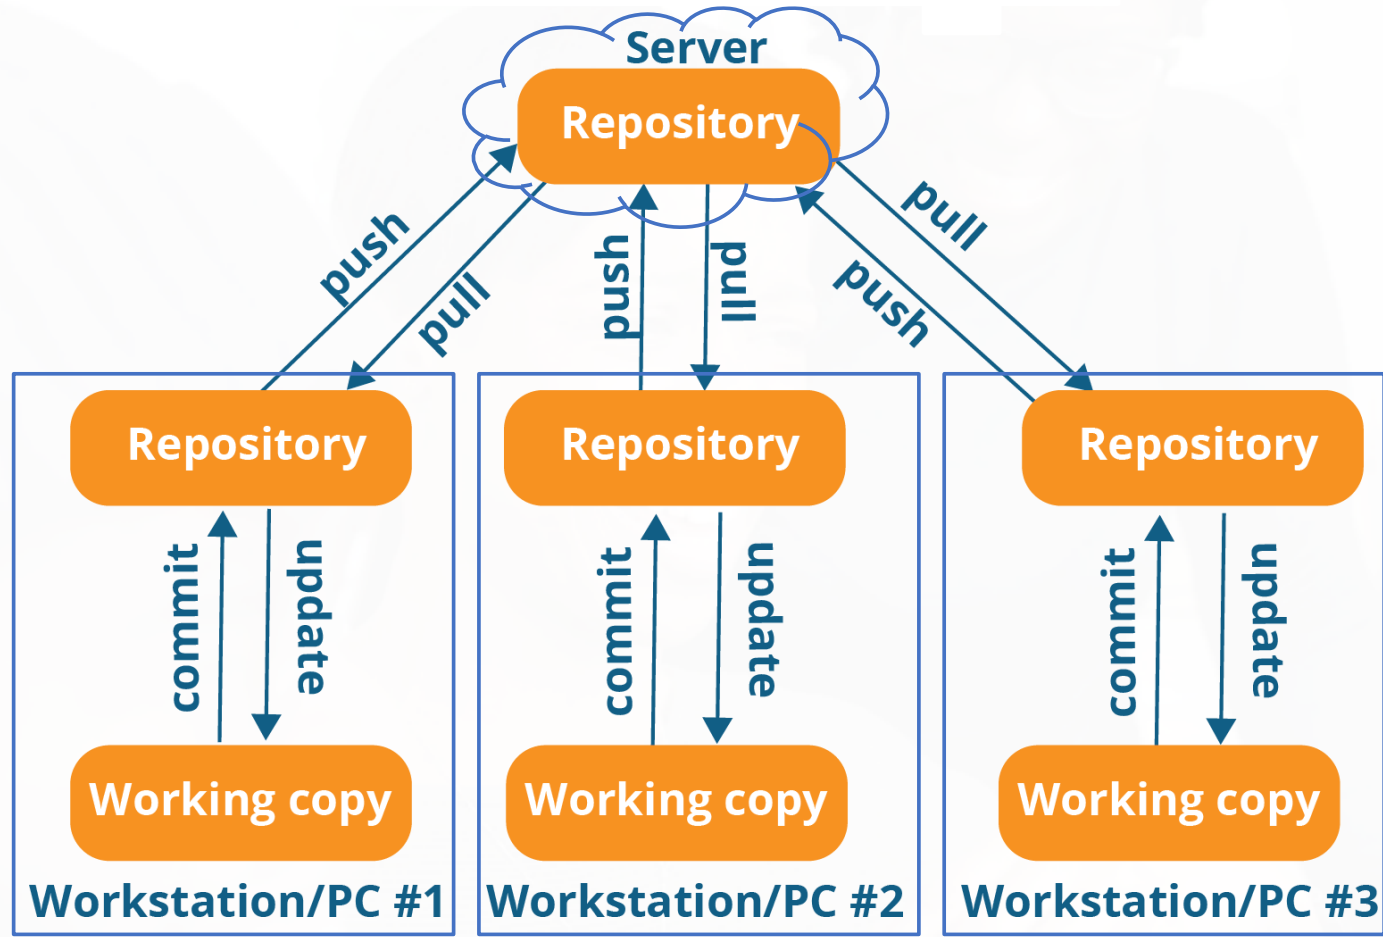 Server
Repository
push
pull
push
pull
push
pull
Repository
Repository
Repository
commit
update
commit
update
commit
update
Working copy
Working copy
Working copy
Workstation/PC #1
Workstation/PC #2
Workstation/PC #3